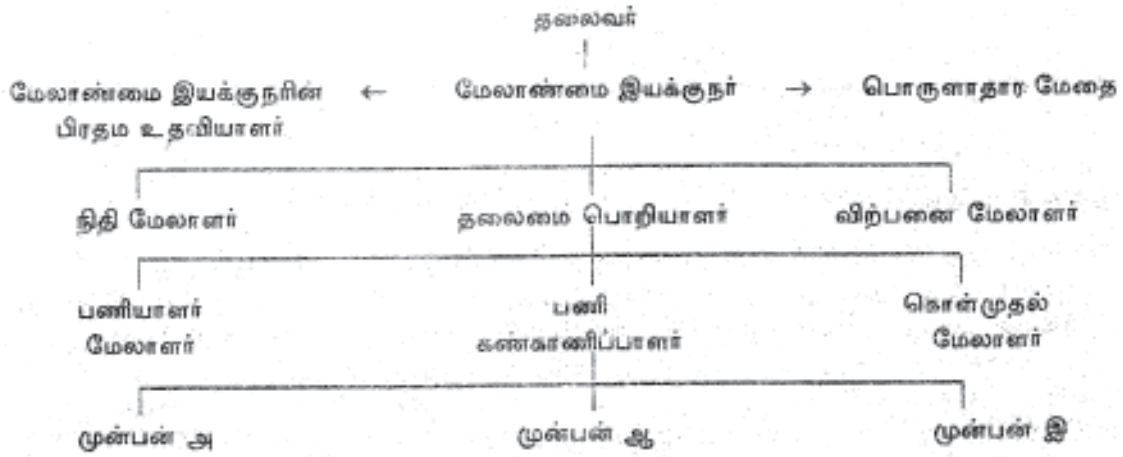 தலைவர்
மேலாண்மை இயக்குநரின் ← மேலாண்மை இயக்குநர் → பொருளாதார மேதை
பிரதம உதவியாளர்
நிதி மேலாளர் தலைமை பொறியாளர் விற்பனை மேலாளர்
பணியாளர் பணி கொள்முதல்
மேலாளர் கண்காணிப்பாளர் மேலாளர்
முன்பன் அ முன்பன் ஆ முன்பன் இ